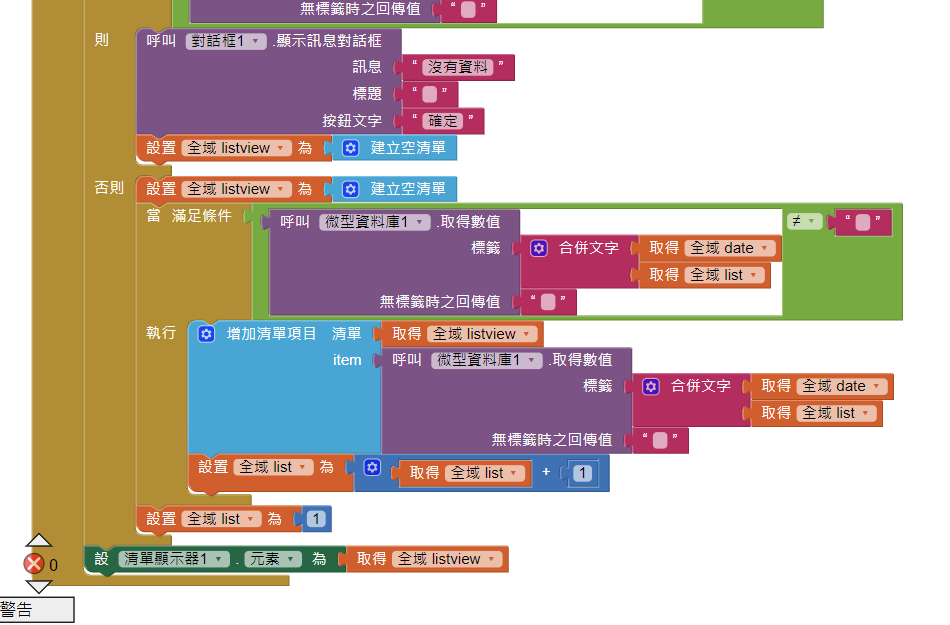 無標籤時之回傳值 “ ”
則 呼叫 對話框1 .顯示訊息對話框
訊息 “ 沒有資料 ”
標題 “ ”
按鈕文字 “ 確定 ”
設置 全域 listview 為 建立空清單
否則 設置 全域 listview 為 建立空清單
當 滿足條件 呼叫 微型資料庫1 .取得數值 ≠ “ ”
標籤 合併文字 取得 全域 date
取得 全域 list
無標籤時之回傳值 “ ”
執行 增加清單項目 清單 取得 全域 listview
item 呼叫 微型資料庫1 .取得數值
標籤 合併文字 取得 全域 date
取得 全域 list
無標籤時之回傳值 “ ”
設置 全域 list 為 取得 全域 list + 1
設置 全域 list 為 1
設 清單顯示器1 . 元素 為 取得 全域 listview
0
警告